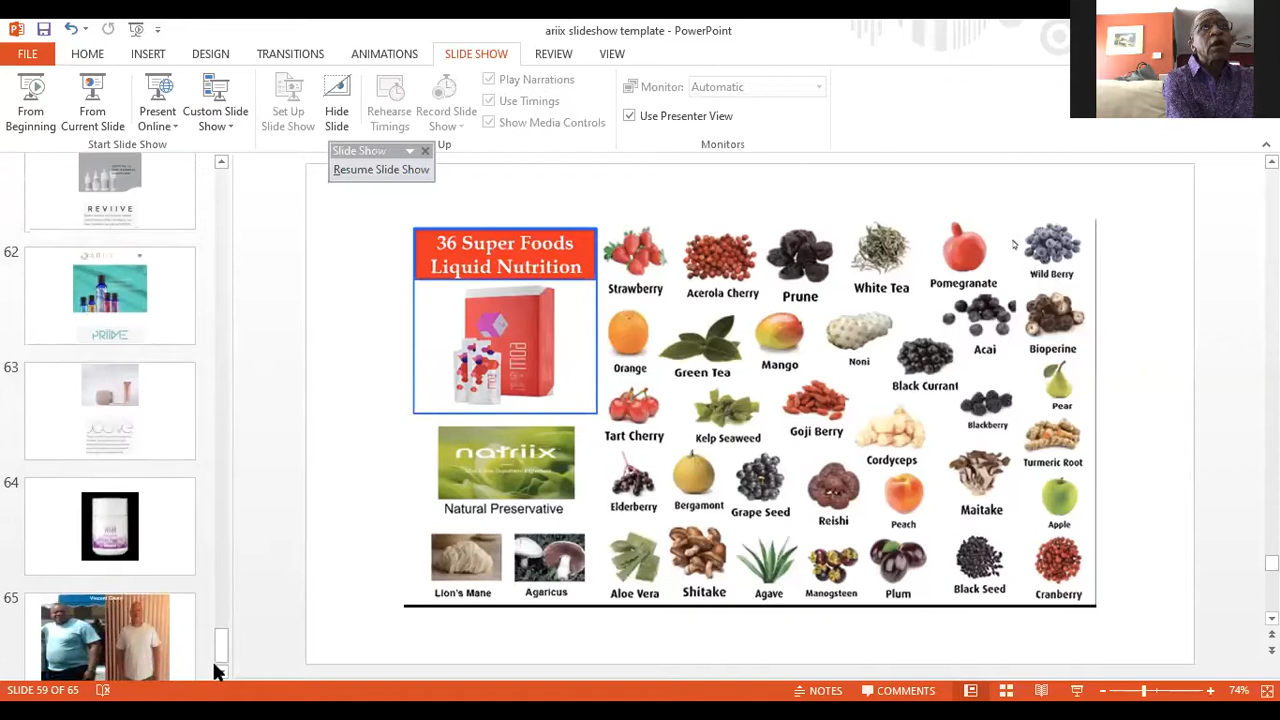 ariix slideshow template - PowerPoint
FILE HOME INSERT DESIGN TRANSITIONS ANIMATIONS SLIDE SHOW REVIEW VIEW
From Beginning
From Current Slide
Present Online
Custom Slide Show
Set Up Slide Show
Hide Slide
Rehearse Timings
Record Slide Show
Play Narrations
Use Timings
Show Media Controls
Monitor: Automatic
Use Presenter View
Start Slide Show
Up
Monitors
Slide Show
Resume Slide Show
REVIIVE
62
PRIIME
63
64
65
36 Super Foods
Liquid Nutrition
natriix
Natural Preservative
Lion's Mane
Agaricus
Strawberry
Acerola Cherry
Prune
White Tea
Pomegranate
Wild Berry
Orange
Green Tea
Mango
Noni
Black Currant
Acai
Bioperine
Tart Cherry
Kelp Seaweed
Goji Berry
Cordyceps
Blackberry
Pear
Turmeric Root
Elderberry
Bergamont
Grape Seed
Reishi
Peach
Maitake
Apple
Aloe Vera
Shitake
Agave
Manogsteen
Plum
Black Seed
Cranberry
SLIDE 59 OF 65
NOTES
COMMENTS
74%